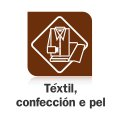 Téxtil,
confección e pel